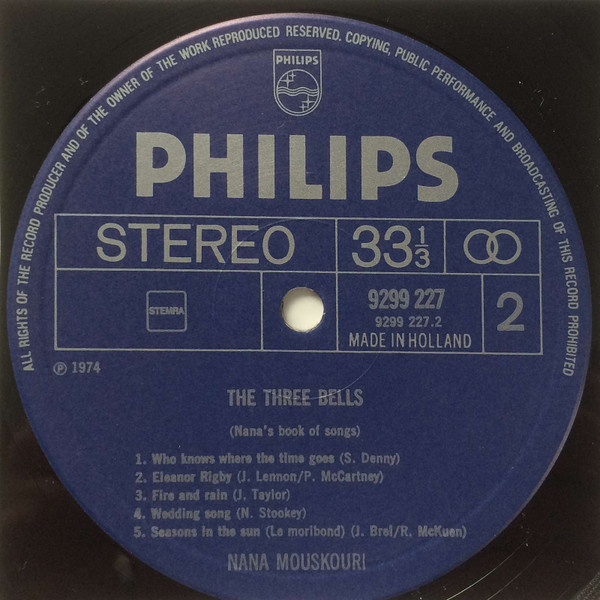 ALL RIGHTS OF THE RECORD PRODUCER AND OF THE OWNER OF THE WORK REPRODUCED RESERVED. COPYING, PUBLIC PERFORMANCE AND BROADCASTING OF THIS RECORD PROHIBITED
PHILIPS
PHILIPS
STEREO 33 1/3
STEMRA
9299 227
9299 227.2
MADE IN HOLLAND
2
℗ 1974
THE THREE BELLS
(Nana's book of songs)
1. Who knows where the time goes (S. Denny)
2. Eleanor Rigby (J. Lennon/P. McCartney)
3. Fire and rain (J. Taylor)
4. Wedding song (N. Stookey)
5. Seasons in the sun (Le moribond) (J. Brel/R. McKuen)
NANA MOUSKOURI